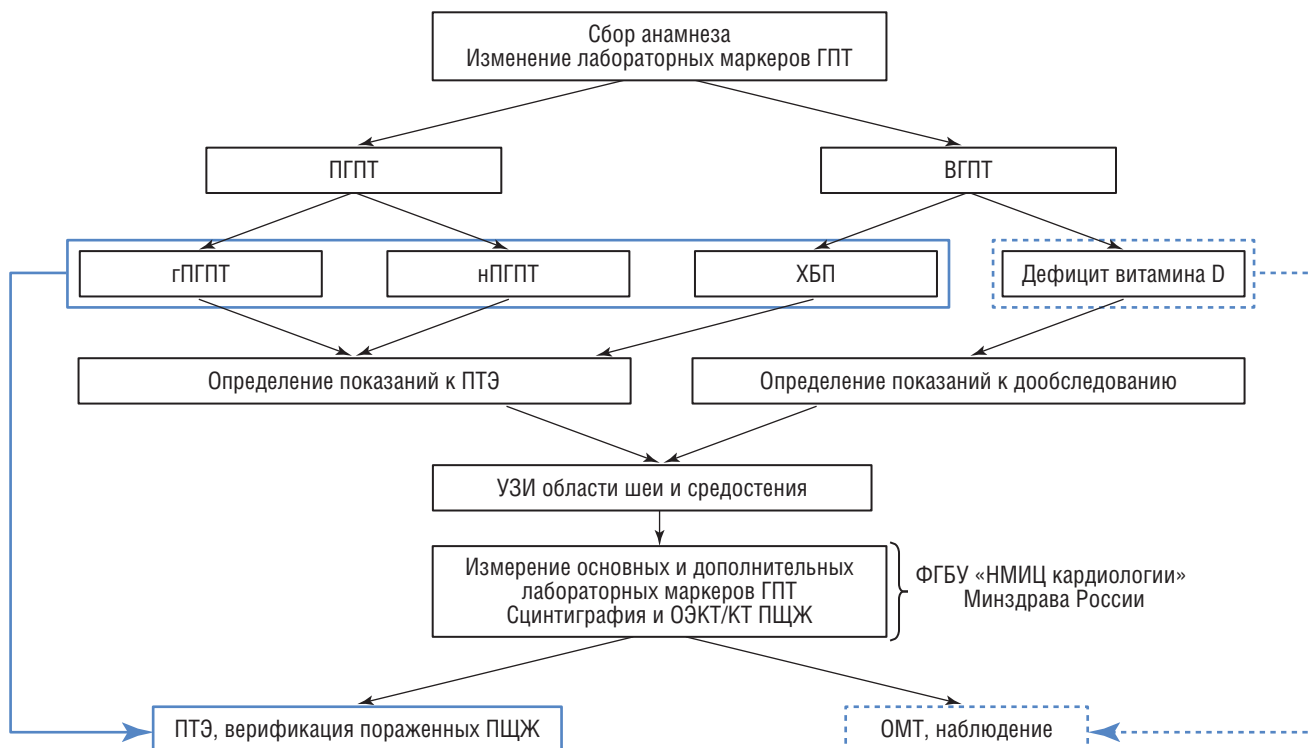 Сбор анамнеза
Изменение лабораторных маркеров ГПТ
ПГПТ
ВГПТ
гПГПТ
нПГПТ
ХБП
Дефицит витамина D
Определение показаний к ПТЭ
Определение показаний к дообследованию
УЗИ области шеи и средостения
Измерение основных и дополнительных
лабораторных маркеров ГПТ
Сцинтиграфия и ОЭКТ/КТ ПЩЖ
ФГБУ «НМИЦ кардиологии»
Минздрава России
ПТЭ, верификация пораженных ПЩЖ
ОМТ, наблюдение